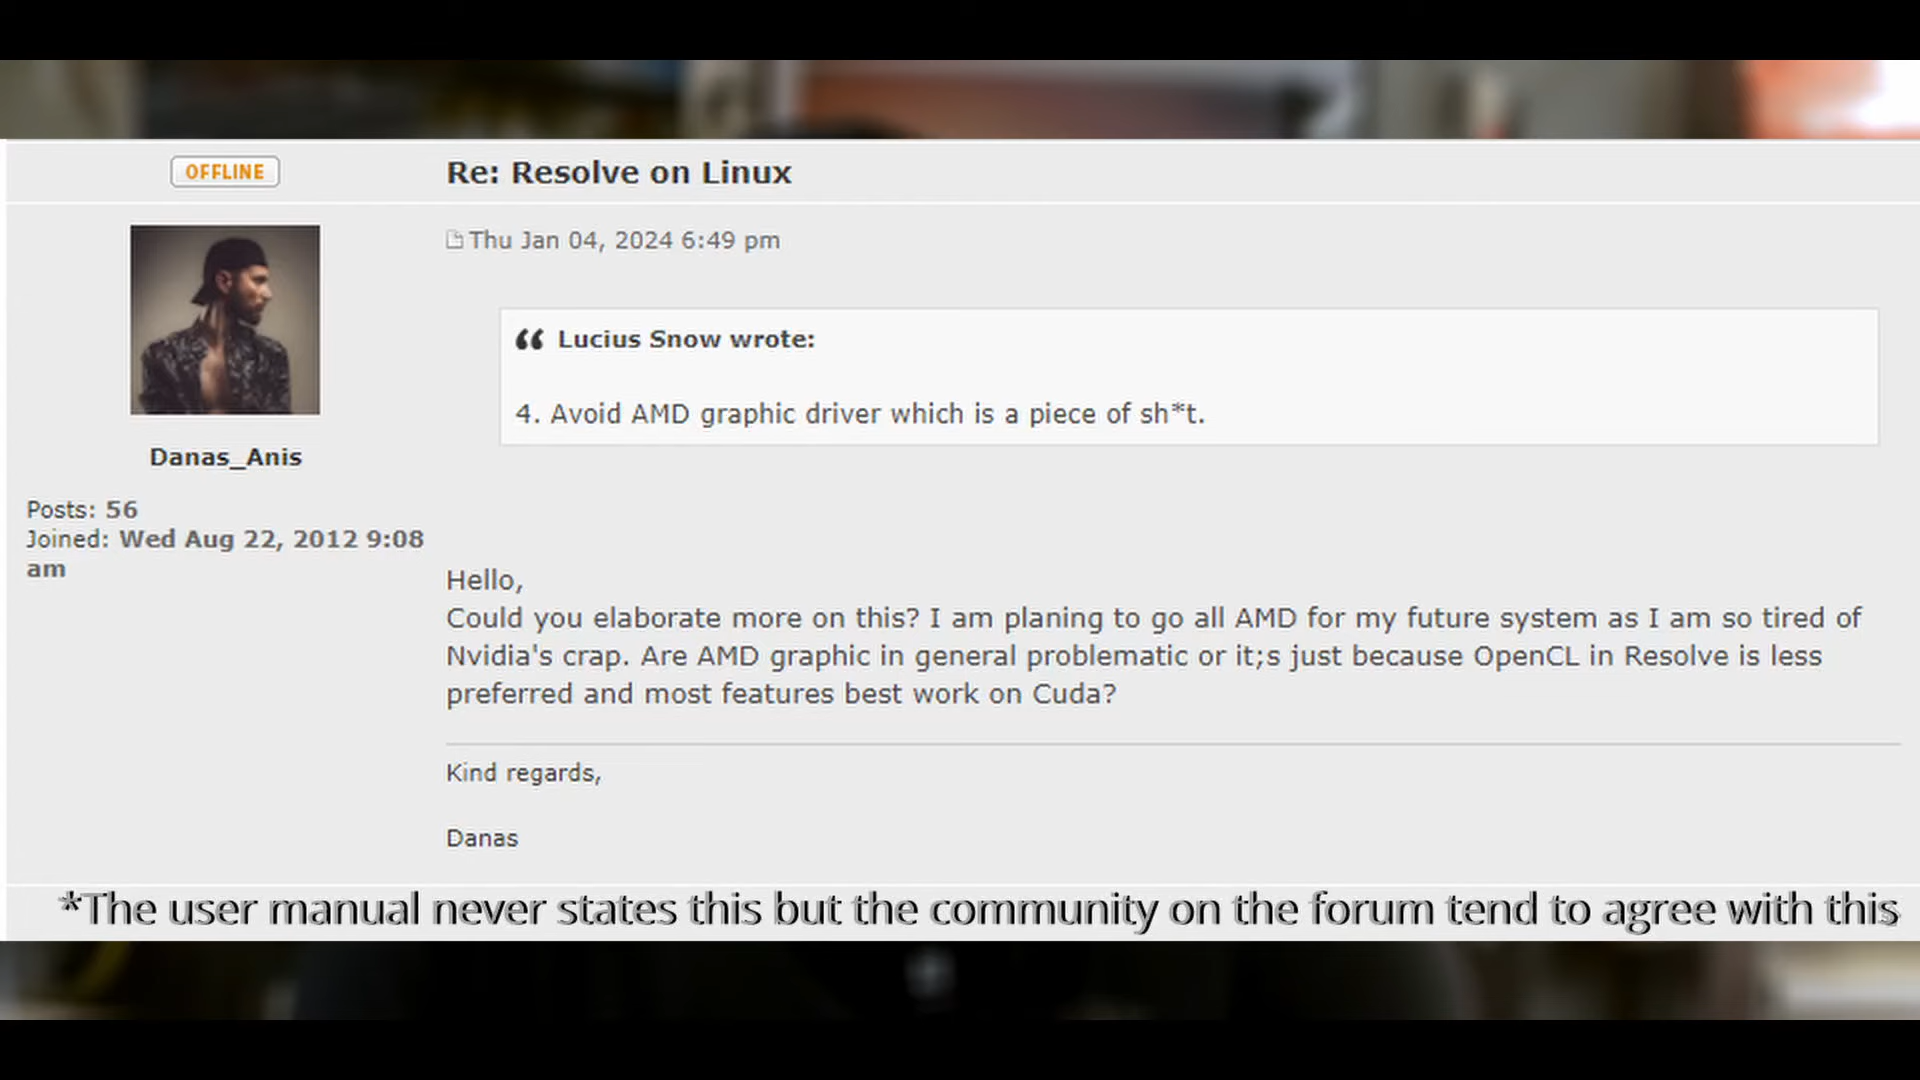 OFFLINE
Re: Resolve on Linux
Thu Jan 04, 2024 6:49 pm
Lucius Snow wrote:
4. Avoid AMD graphic driver which is a piece of sh*t.
Danas_Anis
Posts: 56
Joined: Wed Aug 22, 2012 9:08
am
Hello,
Could you elaborate more on this? I am planing to go all AMD for my future system as I am so tired of
Nvidia's crap. Are AMD graphic in general problematic or it;s just because OpenCL in Resolve is less
preferred and most features best work on Cuda?
Kind regards,
Danas
*The user manual never states this but the community on the forum tend to agree with this